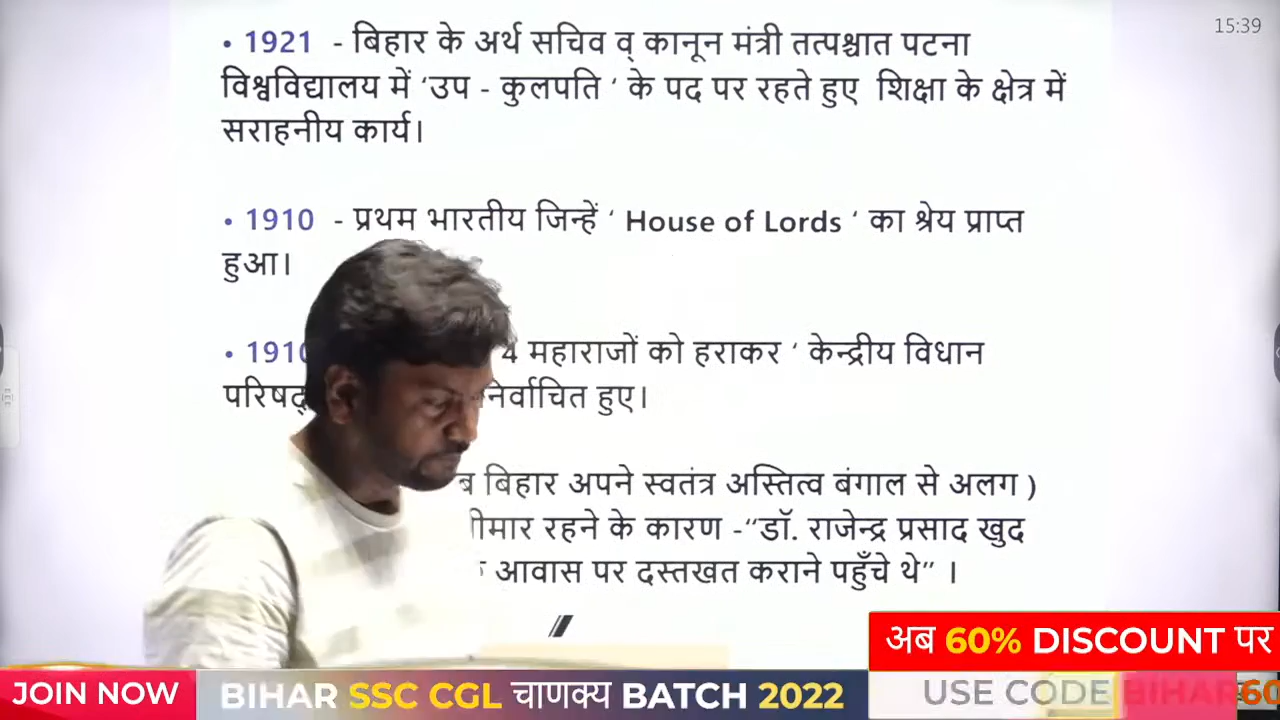 15:39
• 1921 - बिहार के अर्थ सचिव व् कानून मंत्री तत्पश्चात पटना
विश्वविद्यालय में ‘उप - कुलपति ‘ के पद पर रहते हुए शिक्षा के क्षेत्र में
सराहनीय कार्य।
• 1910 - प्रथम भारतीय जिन्हें ‘ House of Lords ‘ का श्रेय प्राप्त
हुआ।
• 1910 4 महाराजों को हराकर ‘ केन्द्रीय विधान
परिषद् निर्वाचित हुए।
बिहार अपने स्वतंत्र अस्तित्व बंगाल से अलग )
रहने के कारण -“डॉ. राजेन्द्र प्रसाद खुद
आवास पर दस्तखत कराने पहुँचे थे” ।
अब 60% DISCOUNT पर
JOIN NOW BIHAR SSC CGL चाणक्य BATCH 2022 USE CODE BIHAR60